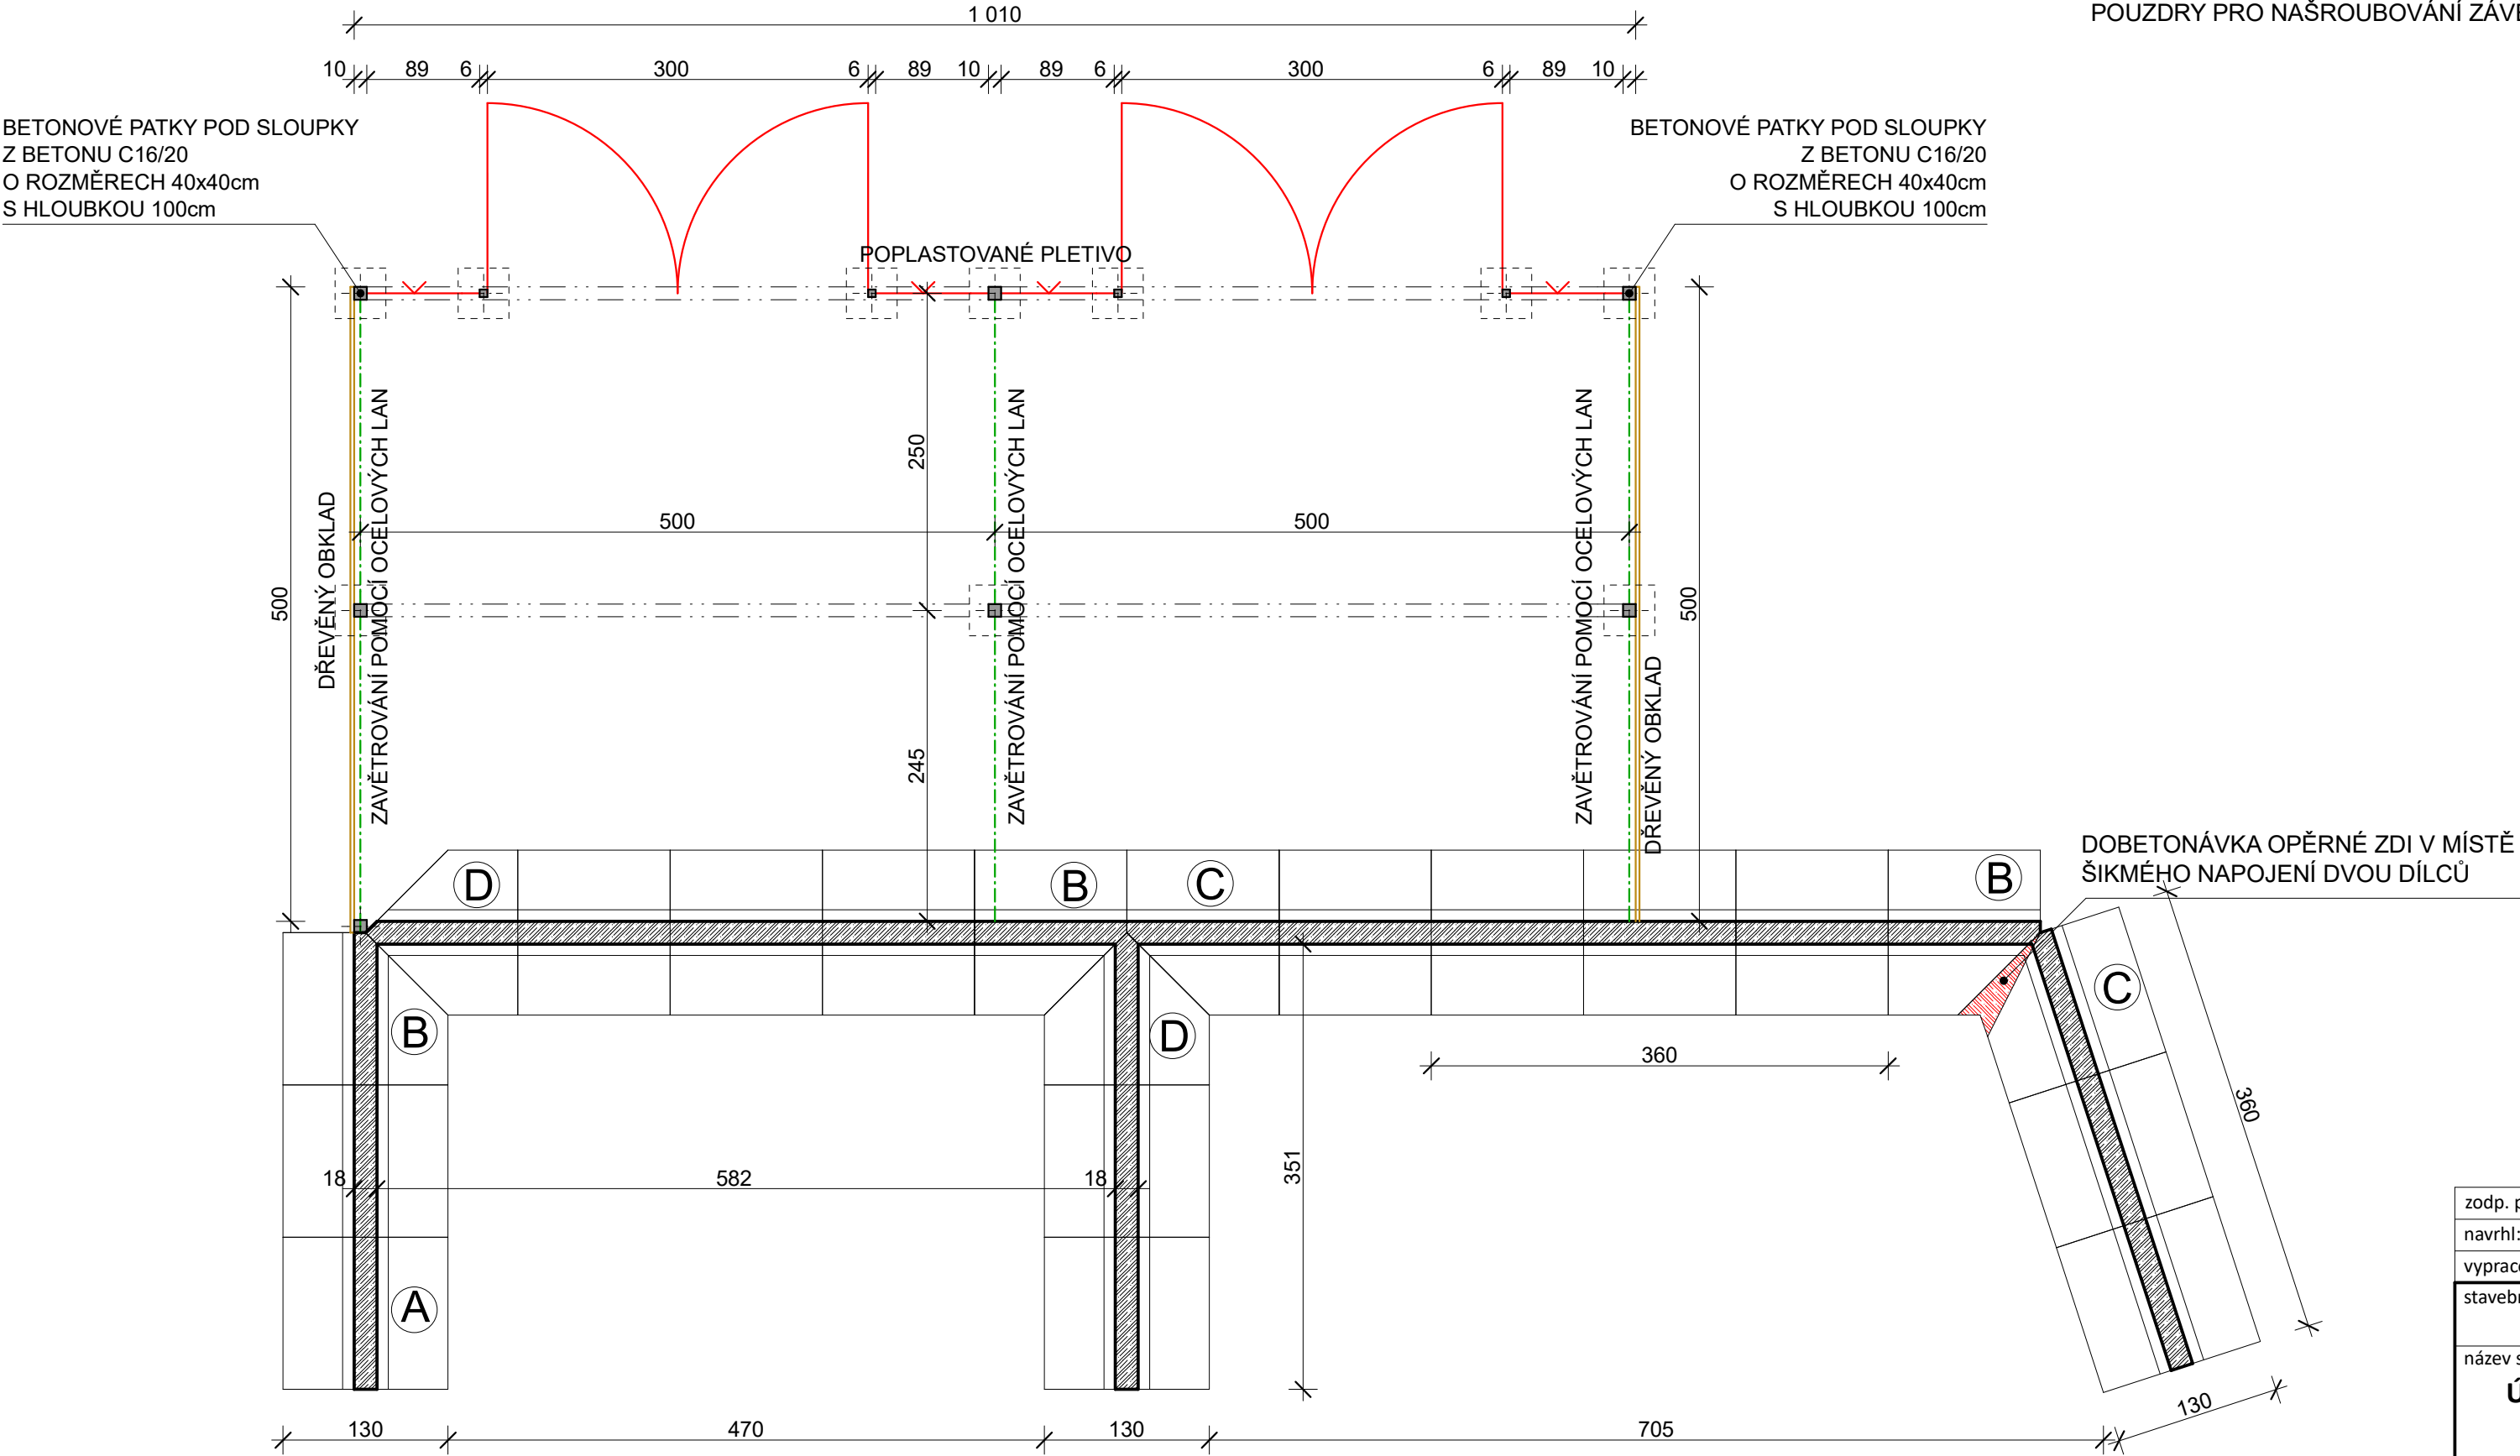 1 010
POUZDRY PRO NAŠROUBOVÁNÍ
10 89 6 300 6 89 10 89 6 300 6 89 10
BETONOVÉ PATKY POD SLOUPKY
Z BETONU C16/20
O ROZMĚRECH 40x40cm
S HLOUBKOU 100cm
BETONOVÉ PATKY POD SLOUPKY
Z BETONU C16/20
O ROZMĚRECH 40x40cm
S HLOUBKOU 100cm
POPLASTOVANÉ PLETIVO
500
DŘEVĚNÝ OBKLAD
ZAVĚTROVÁNÍ POMOCÍ OCELOVÝCH LAN
500
250
245
ZAVĚTROVÁNÍ POMOCÍ OCELOVÝCH LAN
500
ZAVĚTROVÁNÍ POMOCÍ OCELOVÝCH LAN
DŘEVĚNÝ OBKLAD
500
DOBETONÁVKA OPĚRNÉ ZDI V MÍSTĚ
ŠIKMÉHO NAPOJENÍ DVOU DÍLCŮ
D
B
C
B
B
D
C
360
360
18
582
18
351
A
130
470
130
705
130
zodp.
navrhl: